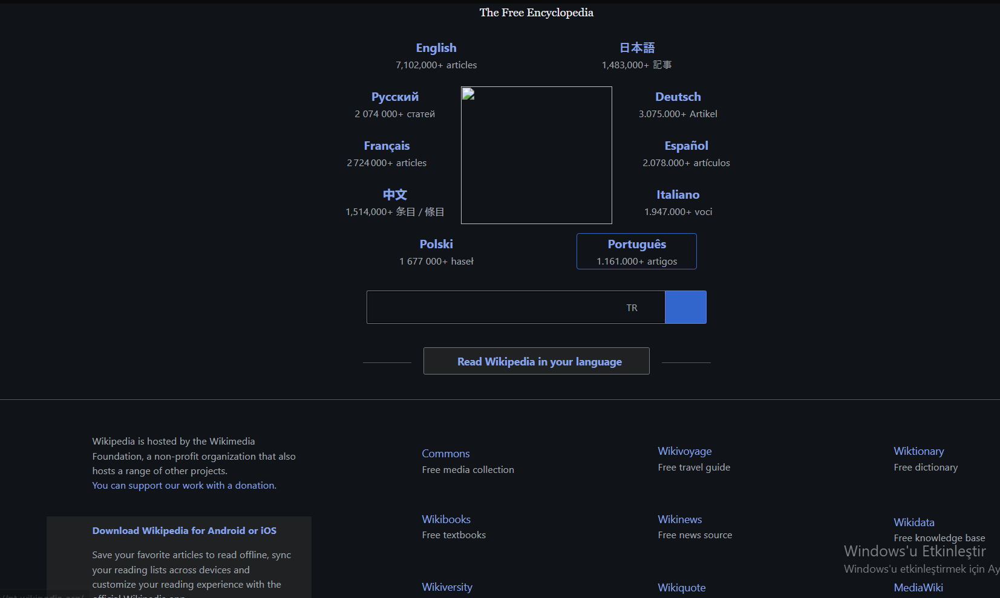 The Free Encyclopedia
English
7,102,000+ articles
日本語
1,483,000+ 記事
Русский
2 074 000+ статей
Deutsch
3.075.000+ Artikel
Français
2 724 000+ articles
Español
2.078.000+ artículos
中文
1,514,000+ 条目 / 條目
Italiano
1.947.000+ voci
Polski
1 677 000+ haseł
Português
1.161.000+ artigos
TR
Read Wikipedia in your language
Wikipedia is hosted by the Wikimedia
Foundation, a non-profit organization that also
hosts a range of other projects.
You can support our work with a donation.
Download Wikipedia for Android or iOS
Save your favorite articles to read offline, sync
your reading lists across devices and
customize your reading experience with the
official Wikipedia app
Commons
Free media collection
Wikivoyage
Free travel guide
Wiktionary
Free dictionary
Wikibooks
Free textbooks
Wikinews
Free news source
Wikidata
Free knowledge base
Wikiversity
Wikiquote
MediaWiki
Windows'u Etkinleştir
Windows'u etkinleştirmek için Ay